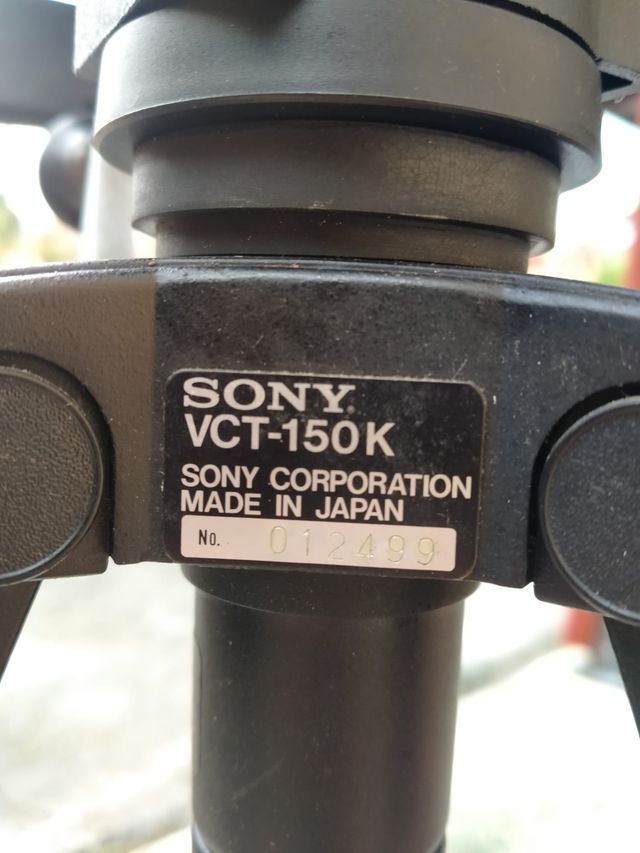 SONY.
VCT-150K
SONY CORPORATION
MADE IN JAPAN
No. 012499